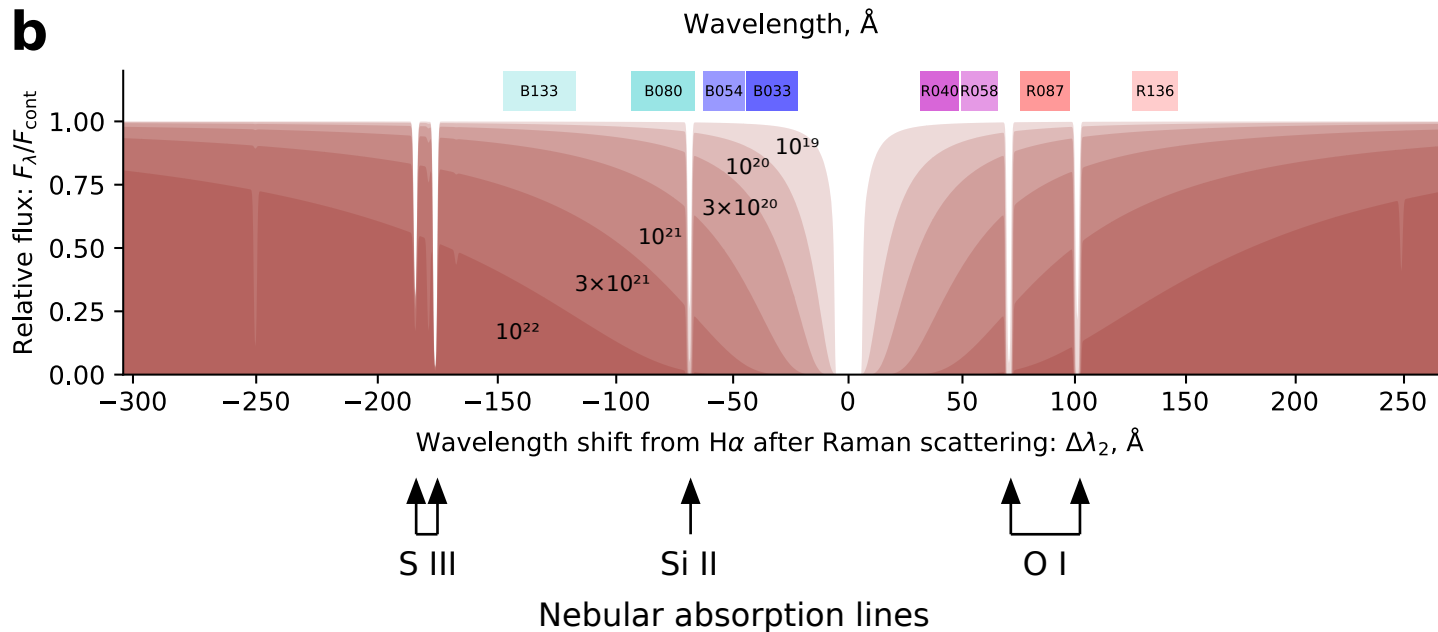 b
Wavelength, Å
B133 B080 B054 B033 R040 R058 R087 R136
Relative flux: Fλ/Fcont
1.00
0.75
0.50
0.25
0.00
10¹⁹
10²⁰
3×10²⁰
10²¹
3×10²¹
10²²
−300 −250 −200 −150 −100 −50 0 50 100 150 200 250
Wavelength shift from Hα after Raman scattering: Δλ₂, Å
S III Si II O I
Nebular absorption lines